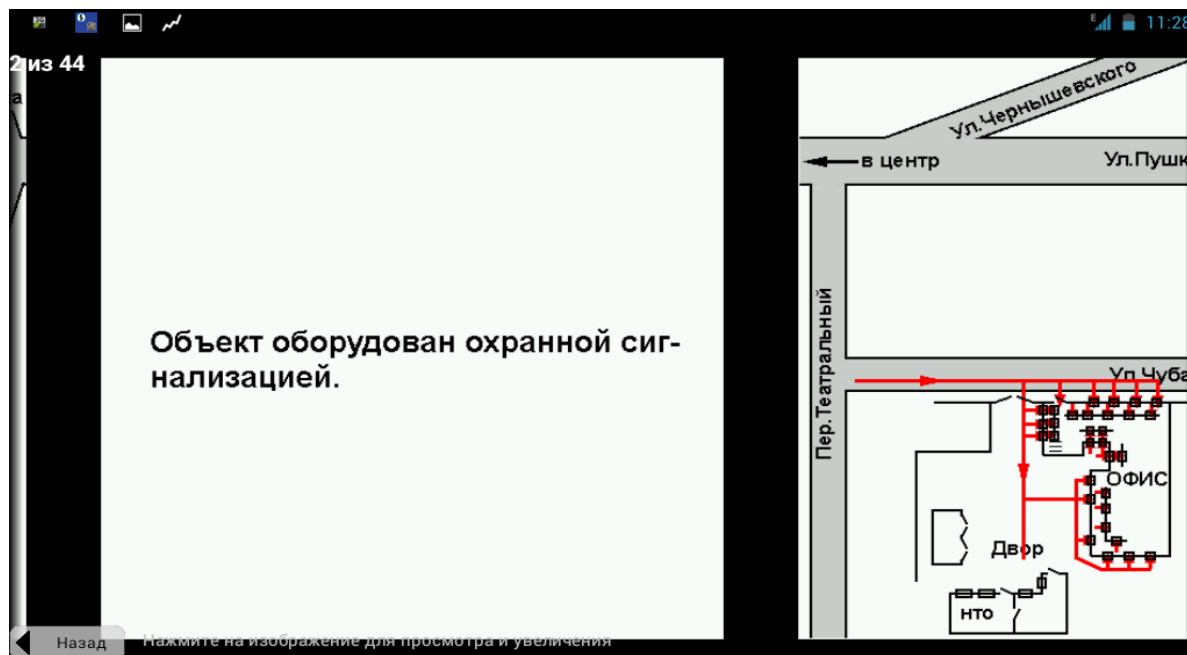 11:28
2 из 44
а
Объект оборудован охранной сиг-
нализацией.
Ул.Чернышевского
в центр
Ул.Пушк
Пер.Театральный
Ул.Чуба
ОФИС
Двор
НТО
Назад
Нажмите на изображение для просмотра и увеличения